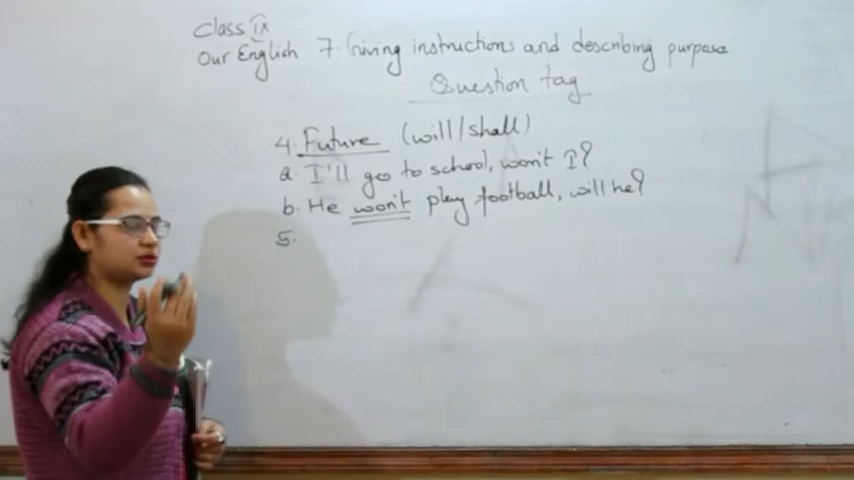 Class IX
Our English 7. Giving instructions and describing purpose
Question tag
4. Future (will/shall)
a. I'll go to school, won't I?
b. He won't play football, will he?
5.